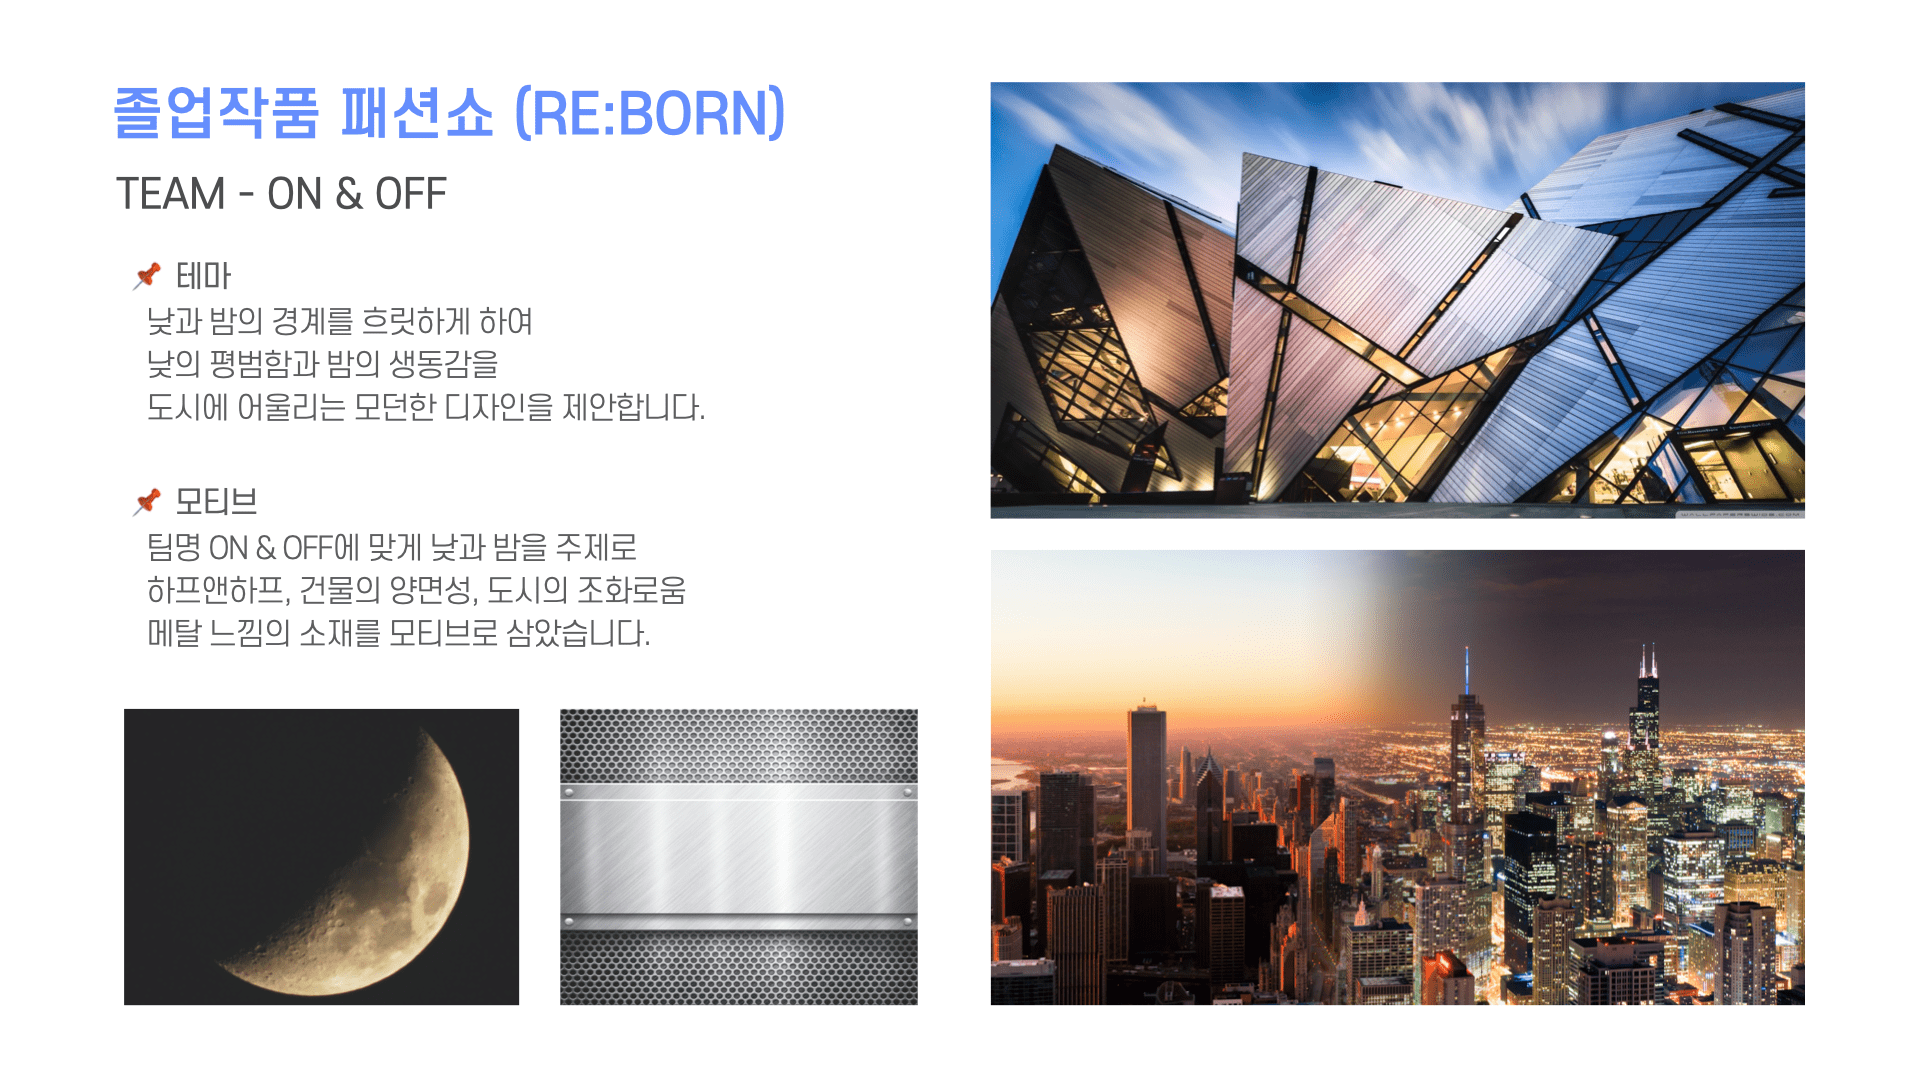 졸업작품 패션쇼 (RE:BORN)
TEAM - ON & OFF
테마
낮과 밤의 경계를 흐릿하게 하여
낮의 평범함과 밤의 생동감을
도시에 어울리는 모던한 디자인을 제안합니다.
모티브
팀명 ON & OFF에 맞게 낮과 밤을 주제로
하프앤하프, 건물의 양면성, 도시의 조화로움
메탈 느낌의 소재를 모티브로 삼았습니다.
WALLPAPERSWIDE.COM